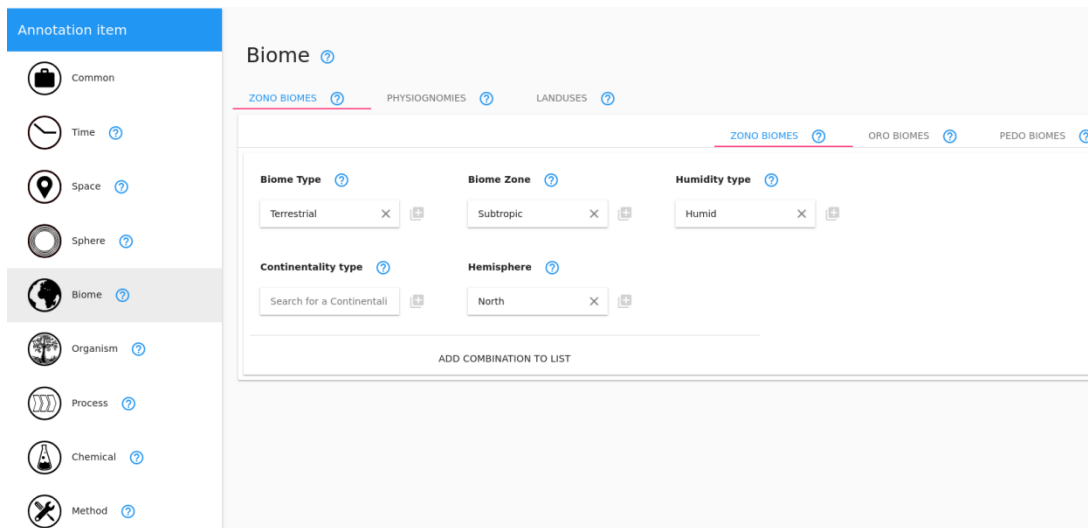 Annotation item
Common
Time
Space
Sphere
Biome
Organism
Process
Chemical
Method
Biome
ZONO BIOMES PHYSIOGNOMIES LANDUSES
ZONO BIOMES ORO BIOMES PEDO BIOMES
Biome Type Biome Zone Humidity type
Terrestrial Subtropic Humid
Continentality type Hemisphere
Search for a Continentali North
ADD COMBINATION TO LIST